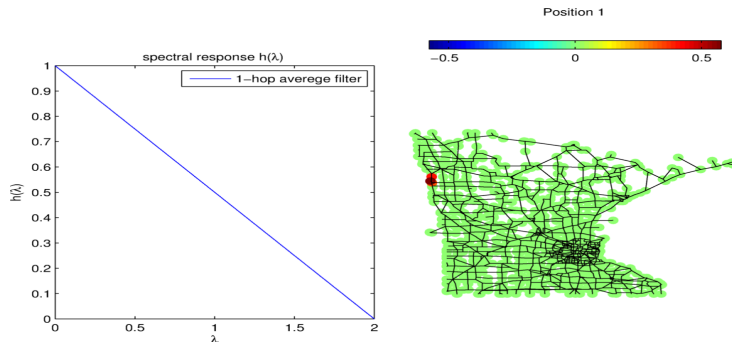 Position 1
−0.5 0 0.5
spectral response h(λ)
1−hop averege filter
1
0.9
0.8
0.7
0.6
0.5
0.4
0.3
0.2
0.1
0
h(λ)
0 0.5 1 1.5 2
λ